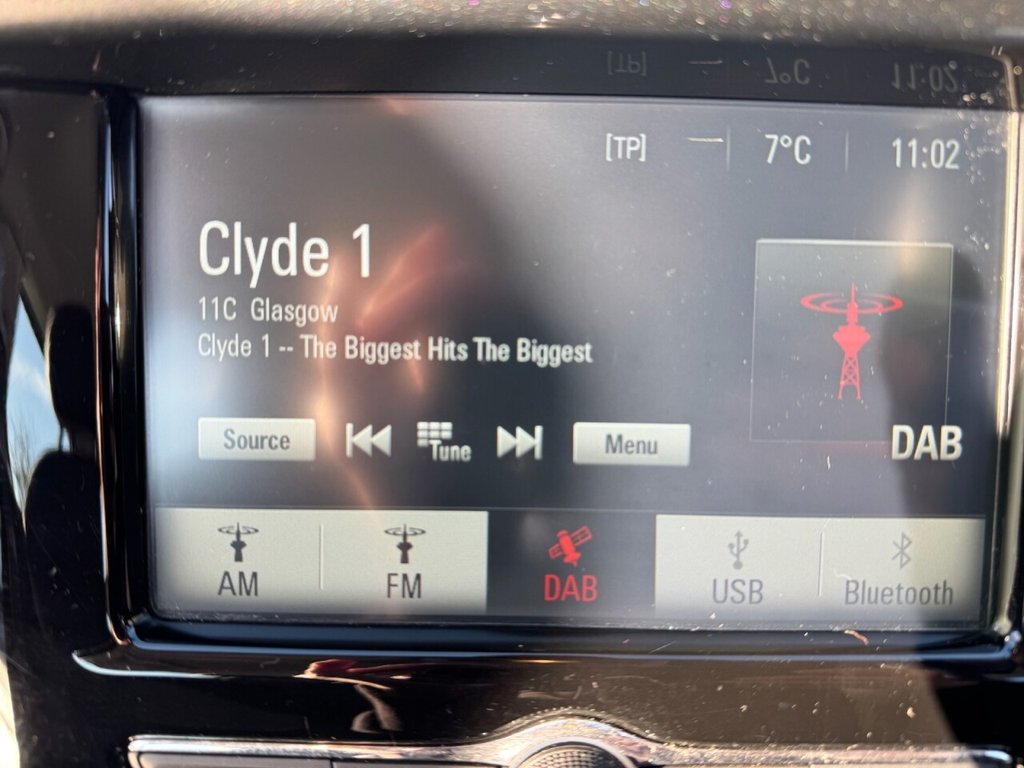 [TP] — 7°C 11:02
Clyde 1
11C Glasgow
Clyde 1 -- The Biggest Hits The Biggest
Source Tune Menu
DAB
AM FM DAB USB Bluetooth